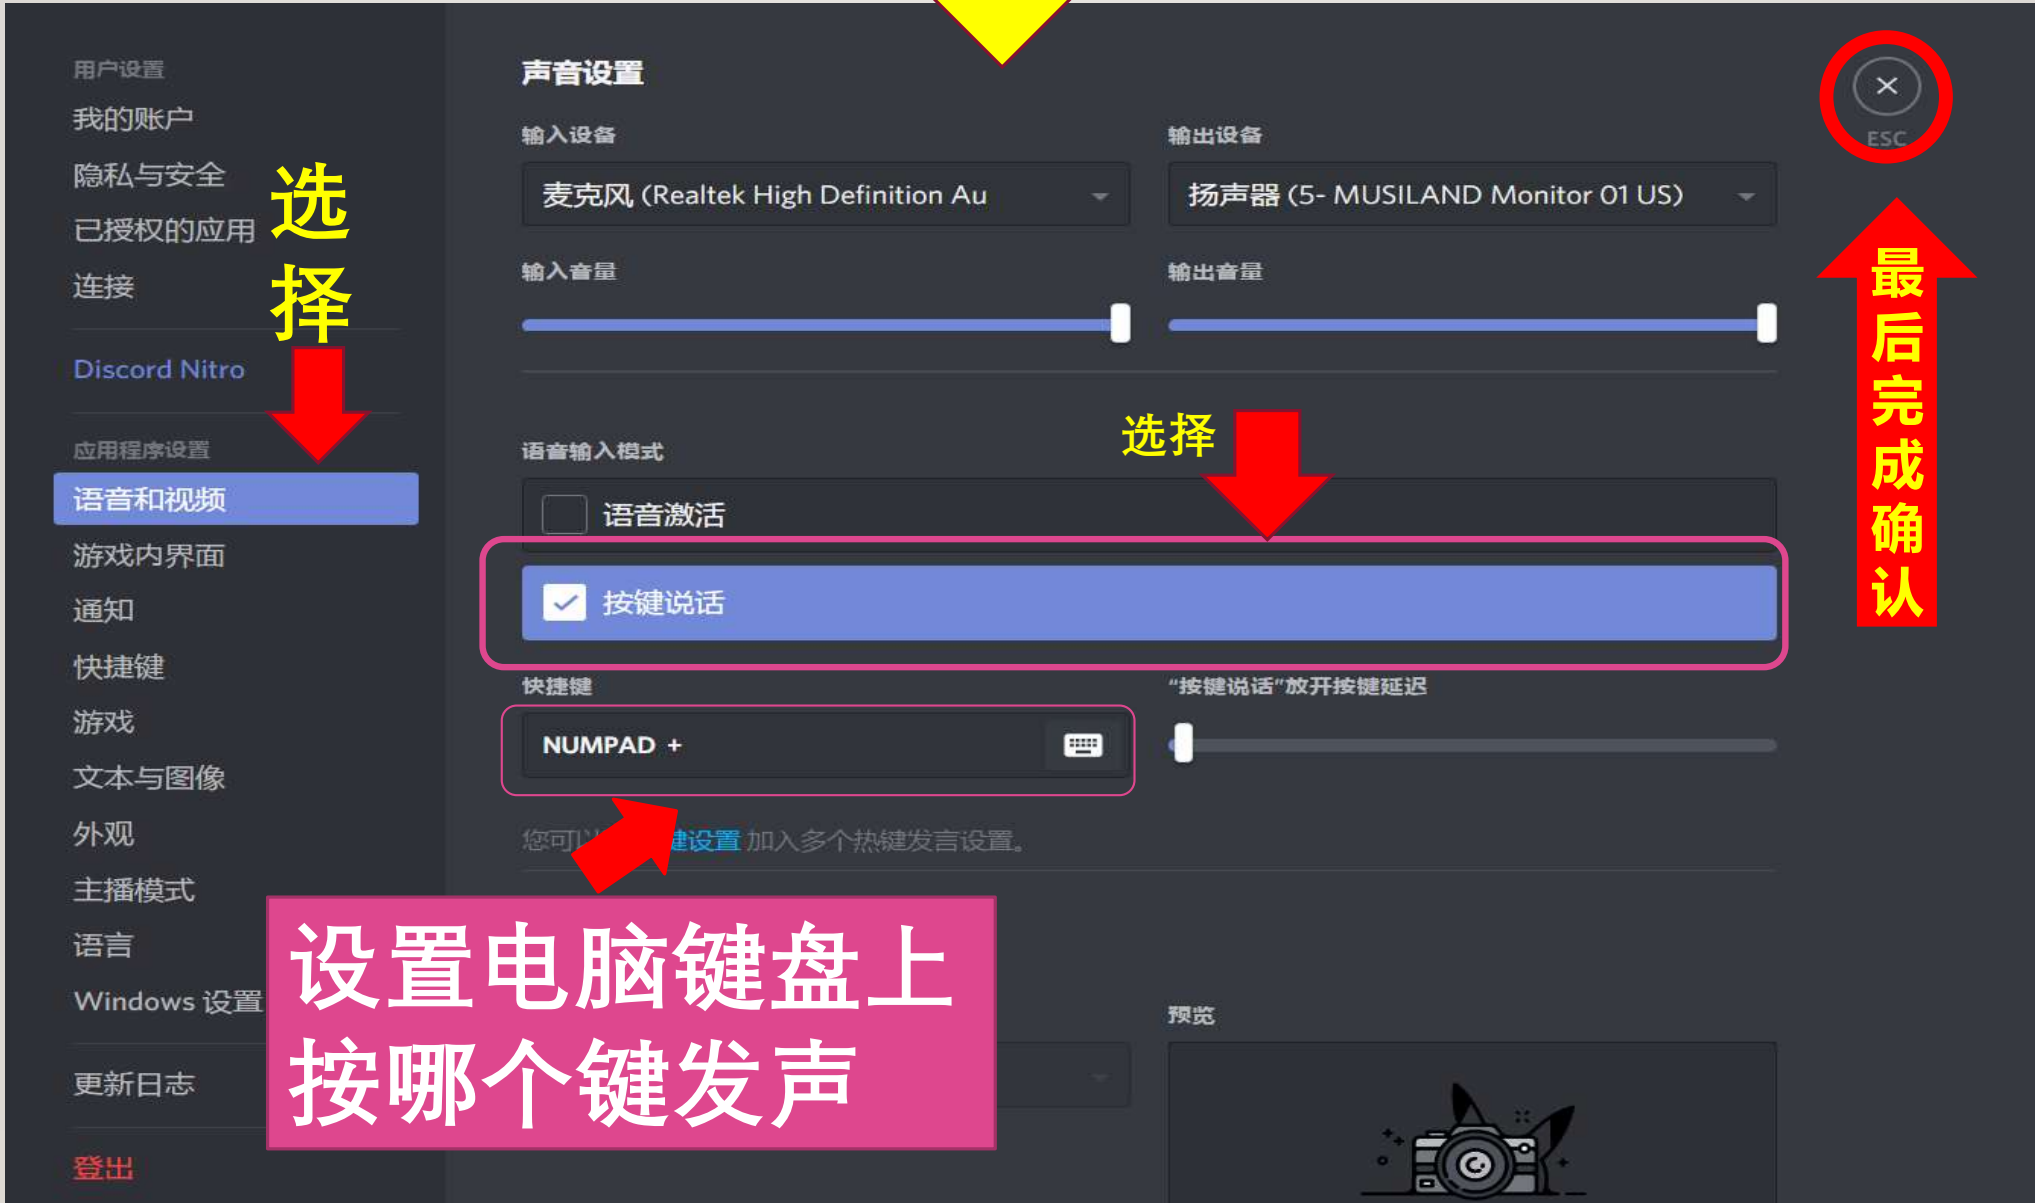 用户设置
我的账户
隐私与安全
已授权的应用
连接
Discord Nitro
应用程序设置
语音和视频
游戏内界面
通知
快捷键
游戏
文本与图像
外观
主播模式
语言
Windows 设置
更新日志
登出
选
择
声音设置
输入设备
输出设备
麦克风 (Realtek High Definition Au
扬声器 (5- MUSILAND Monitor 01 US)
输入音量
输出音量
语音输入模式
选择
语音激活
按键说话
快捷键
“按键说话”放开按键延迟
NUMPAD +
您可以
键设置 加入多个热键发言设置。
设置电脑键盘上
按哪个键发声
预览
ESC
最
后
完
成
确
认